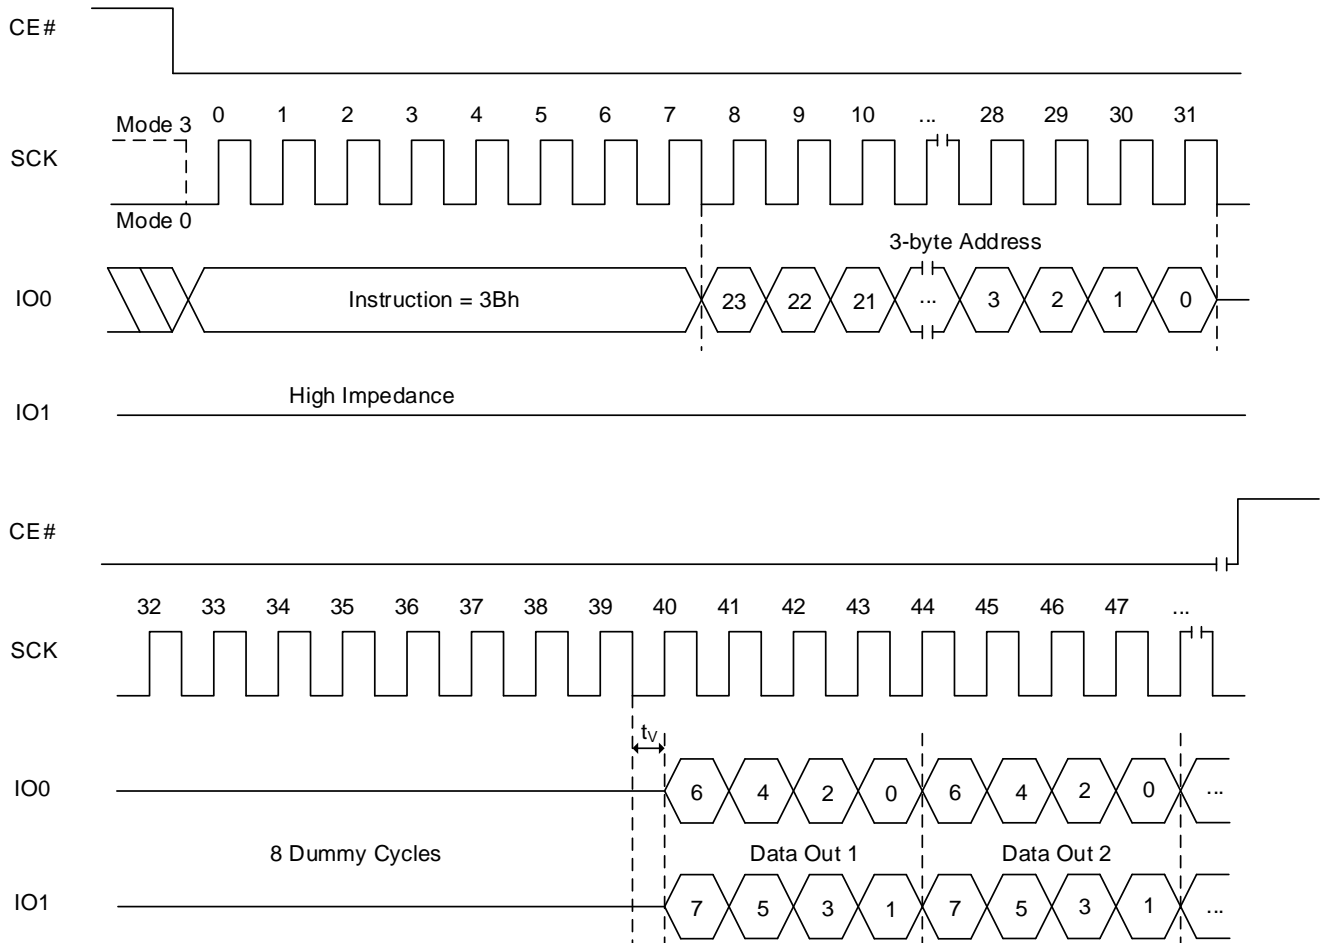 CE#
0 1 2 3 4 5 6 7 8 9 10 ... 28 29 30 31
Mode 3
SCK
Mode 0
3-byte Address
IO0 Instruction = 3Bh 23 22 21 ... 3 2 1 0
High Impedance
IO1
CE#
32 33 34 35 36 37 38 39 40 41 42 43 44 45 46 47 ...
SCK
tV
IO0 6 4 2 0 6 4 2 0 ...
8 Dummy Cycles Data Out 1 Data Out 2
IO1 7 5 3 1 7 5 3 1 ...